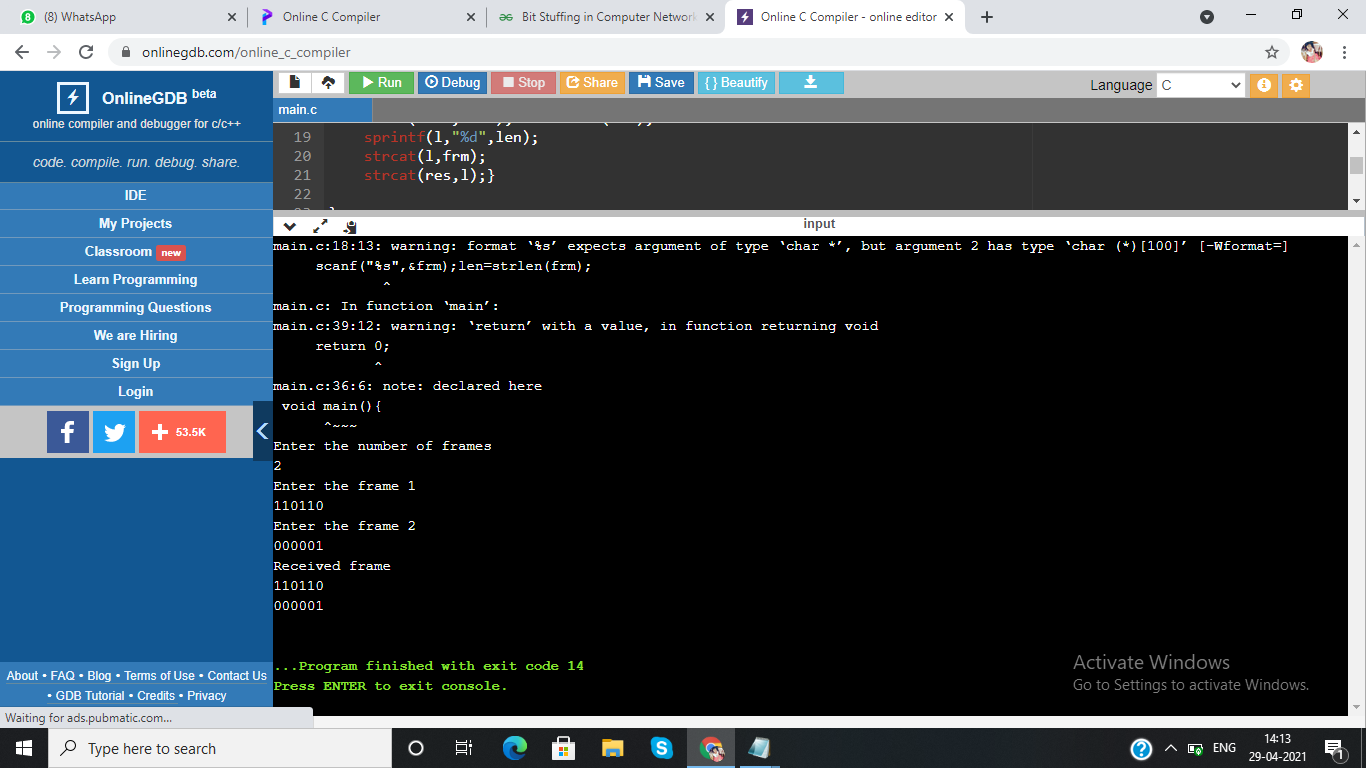 (8) WhatsApp
Online C Compiler
Bit Stuffing in Computer Network
Online C Compiler - online editor
onlinegdb.com/online_c_compiler
OnlineGDB beta
online compiler and debugger for c/c++
code. compile. run. debug. share.
IDE
My Projects
Classroom new
Learn Programming
Programming Questions
We are Hiring
Sign Up
Login
53.5K
About • FAQ • Blog • Terms of Use • Contact Us
• GDB Tutorial • Credits • Privacy
Waiting for ads.pubmatic.com...
Run Debug Stop Share Save { } Beautify
Language C
main.c
19 sprintf(l,"%d",len);
20 strcat(l,frm);
21 strcat(res,l);}
22
input
main.c:18:13: warning: format ‘%s’ expects argument of type ‘char *’, but argument 2 has type ‘char (*)[100]’ [-Wformat=]
scanf("%s",&frm);len=strlen(frm);
^
main.c: In function ‘main’:
main.c:39:12: warning: ‘return’ with a value, in function returning void
return 0;
^
main.c:36:6: note: declared here
void main(){
^~~~
Enter the number of frames
2
Enter the frame 1
110110
Enter the frame 2
000001
Received frame
110110
000001
...Program finished with exit code 14
Press ENTER to exit console.
Activate Windows
Go to Settings to activate Windows.
Type here to search
ENG
14:13
29-04-2021
1